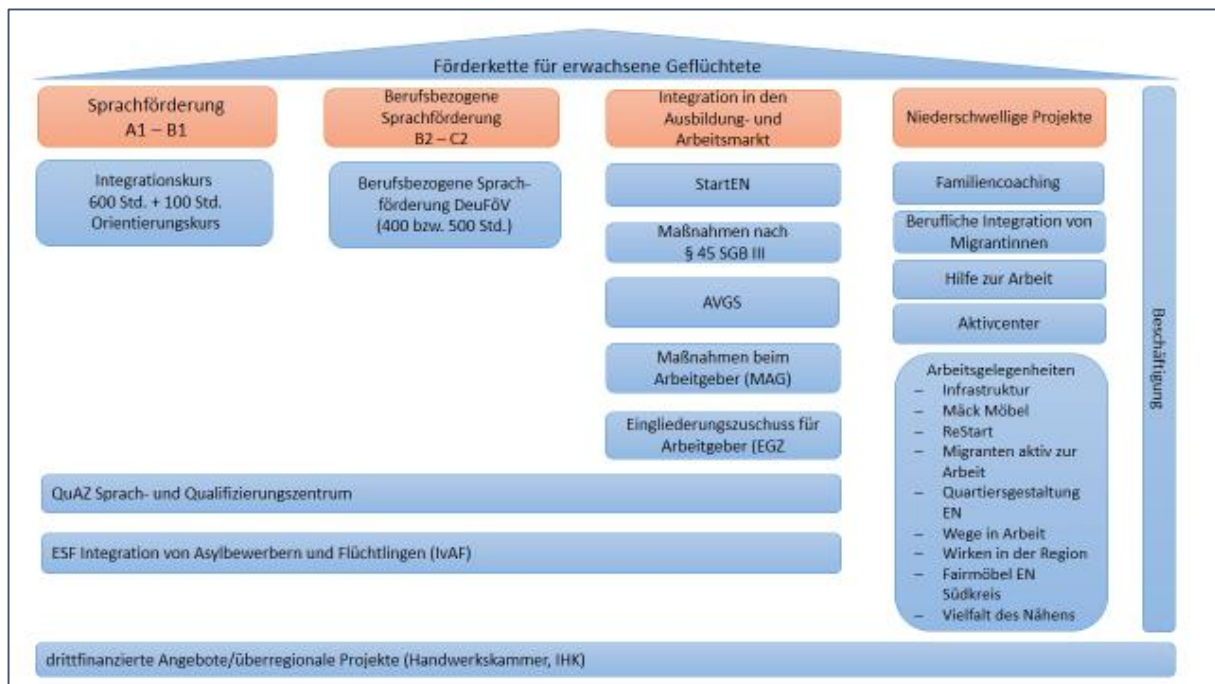 Förderkette für erwachsene Geflüchtete
Sprachförderung
A1 – B1
Integrationskurs
600 Std. + 100 Std.
Orientierungskurs
Berufsbezogene
Sprachförderung
B2 – C2
Berufsbezogene Sprach-
förderung DeuFöV
(400 bzw. 500 Std.)
Integration in den
Ausbildung- und
Arbeitsmarkt
StartEN
Maßnahmen nach
§ 45 SGB III
AVGS
Maßnahmen beim
Arbeitgeber (MAG)
Eingliederungszuschuss für
Arbeitgeber (EGZ
Niederschwellige Projekte
Familiencoaching
Berufliche Integration von
Migrantinnen
Hilfe zur Arbeit
Aktivcenter
Arbeitsgelegenheiten
– Infrastruktur
– Mäck Möbel
– ReStart
– Migranten aktiv zur
Arbeit
– Quartiersgestaltung
EN
– Wege in Arbeit
– Wirken in der Region
– Fairmöbel EN
Südkreis
– Vielfalt des Nähens
Beschäftigung
QuAZ Sprach- und Qualifizierungszentrum
ESF Integration von Asylbewerbern und Flüchtlingen (IvAF)
drittfinanzierte Angebote/überregionale Projekte (Handwerkskammer, IHK)